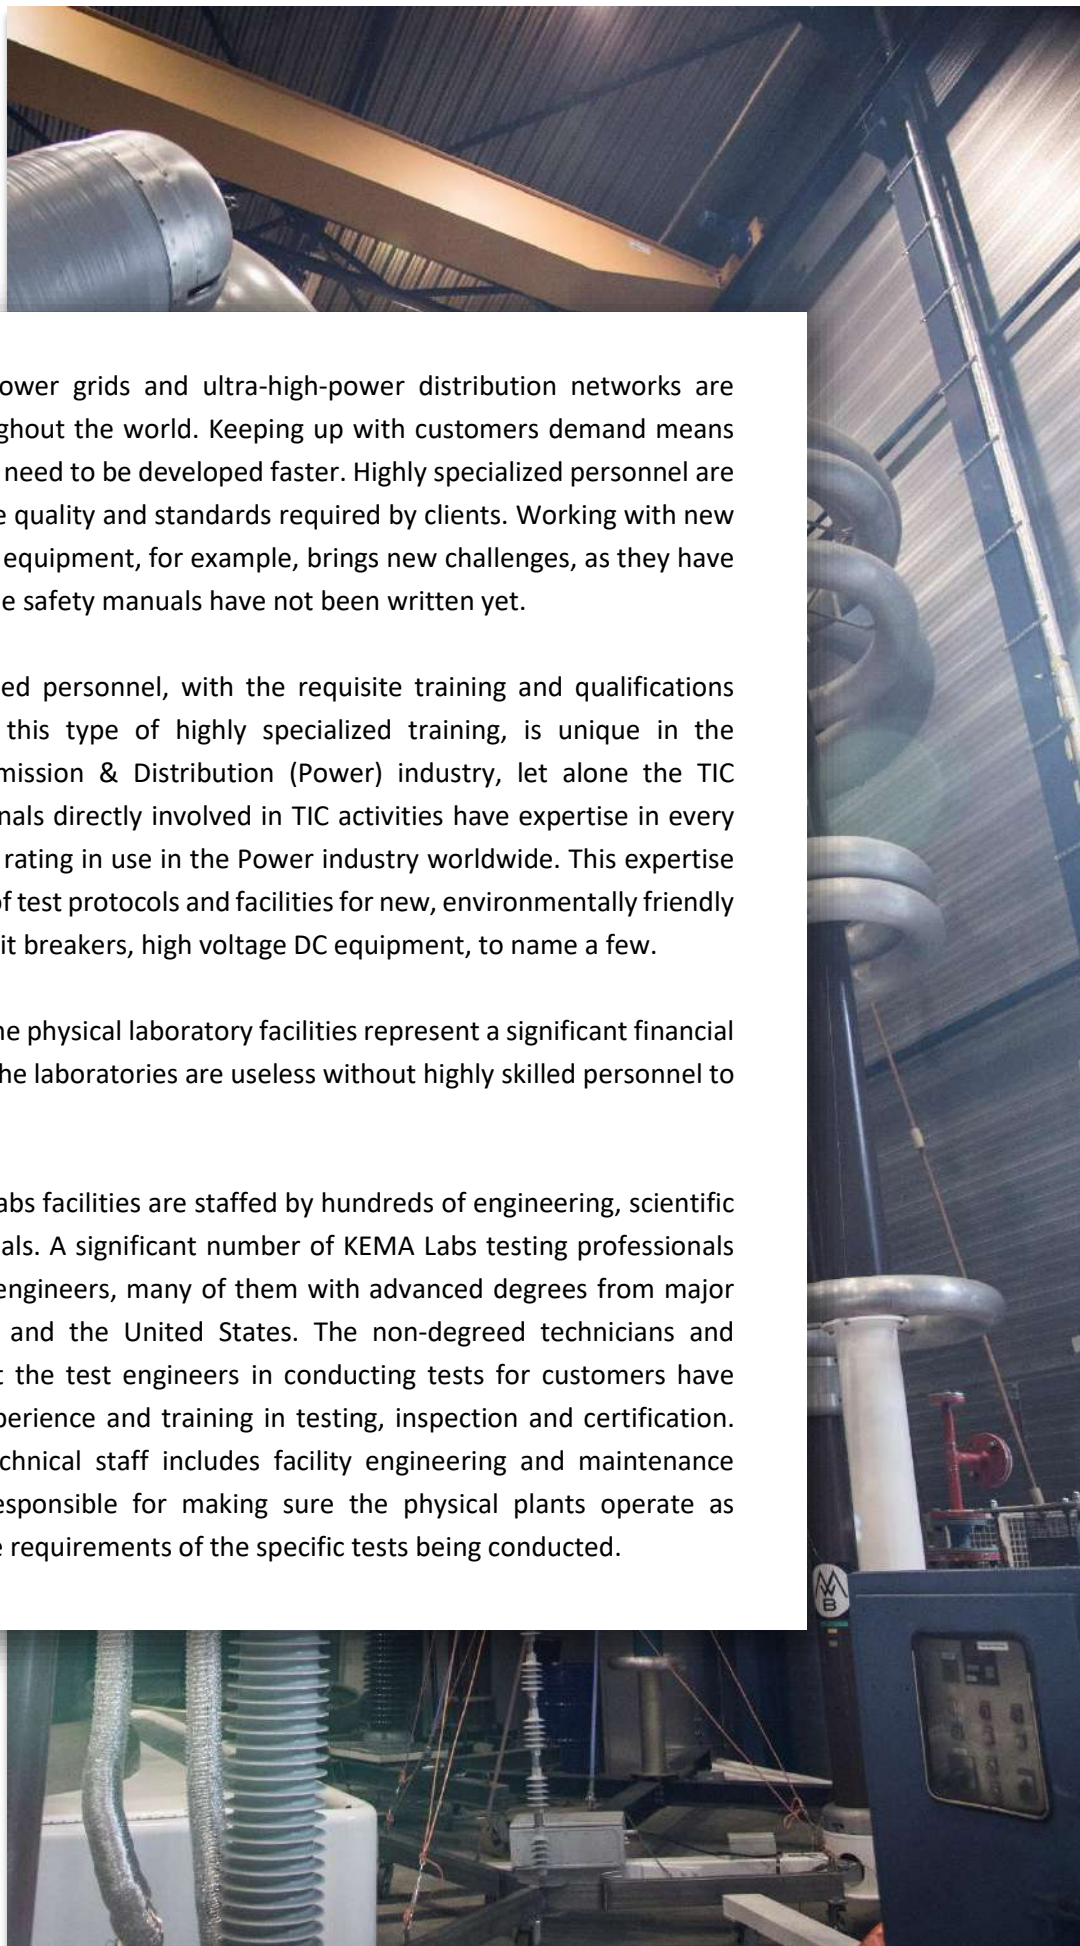 ower grids and ultra-high-power distribution networks are
ghout the world. Keeping up with customers demand means
need to be developed faster. Highly specialized personnel are
e quality and standards required by clients. Working with new
equipment, for example, brings new challenges, as they have
e safety manuals have not been written yet.
ed personnel, with the requisite training and qualifications
this type of highly specialized training, is unique in the
mission & Distribution (Power) industry, let alone the TIC
nals directly involved in TIC activities have expertise in every
rating in use in the Power industry worldwide. This expertise
of test protocols and facilities for new, environmentally friendly
it breakers, high voltage DC equipment, to name a few.
he physical laboratory facilities represent a significant financial
he laboratories are useless without highly skilled personnel to
abs facilities are staffed by hundreds of engineering, scientific
als. A significant number of KEMA Labs testing professionals
engineers, many of them with advanced degrees from major
and the United States. The non-degreed technicians and
t the test engineers in conducting tests for customers have
perience and training in testing, inspection and certification.
chnical staff includes facility engineering and maintenance
esponsible for making sure the physical plants operate as
e requirements of the specific tests being conducted.
MWB